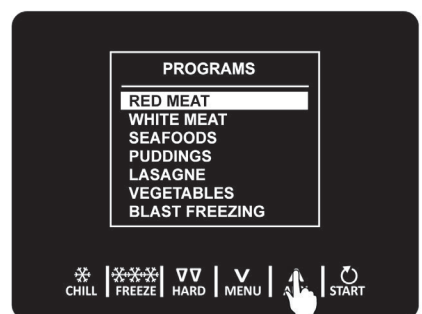 PROGRAMS
RED MEAT
WHITE MEAT
SEAFOODS
PUDDINGS
LASAGNE
VEGETABLES
BLAST FREEZING
CHILL FREEZE HARD MENU START